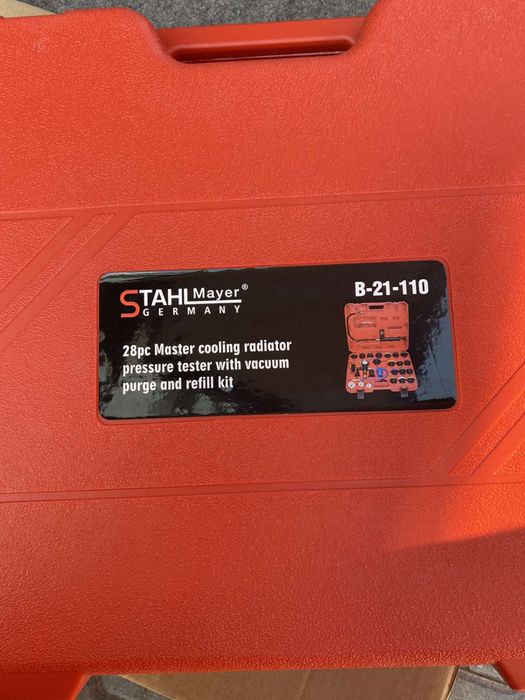 STAHLMayer®
GERMANY
B-21-110
28pc Master cooling radiator
pressure tester with vacuum
purge and refill kit